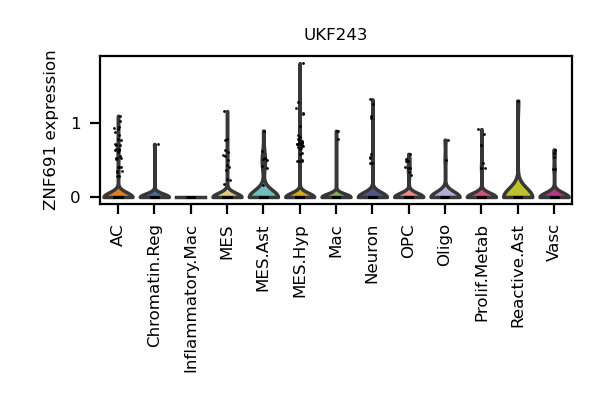 UKF243
ZNF691 expression
1
0
AC
Chromatin.Reg
Inflammatory.Mac
MES
MES.Ast
MES.Hyp
Mac
Neuron
OPC
Oligo
Prolif.Metab
Reactive.Ast
Vasc